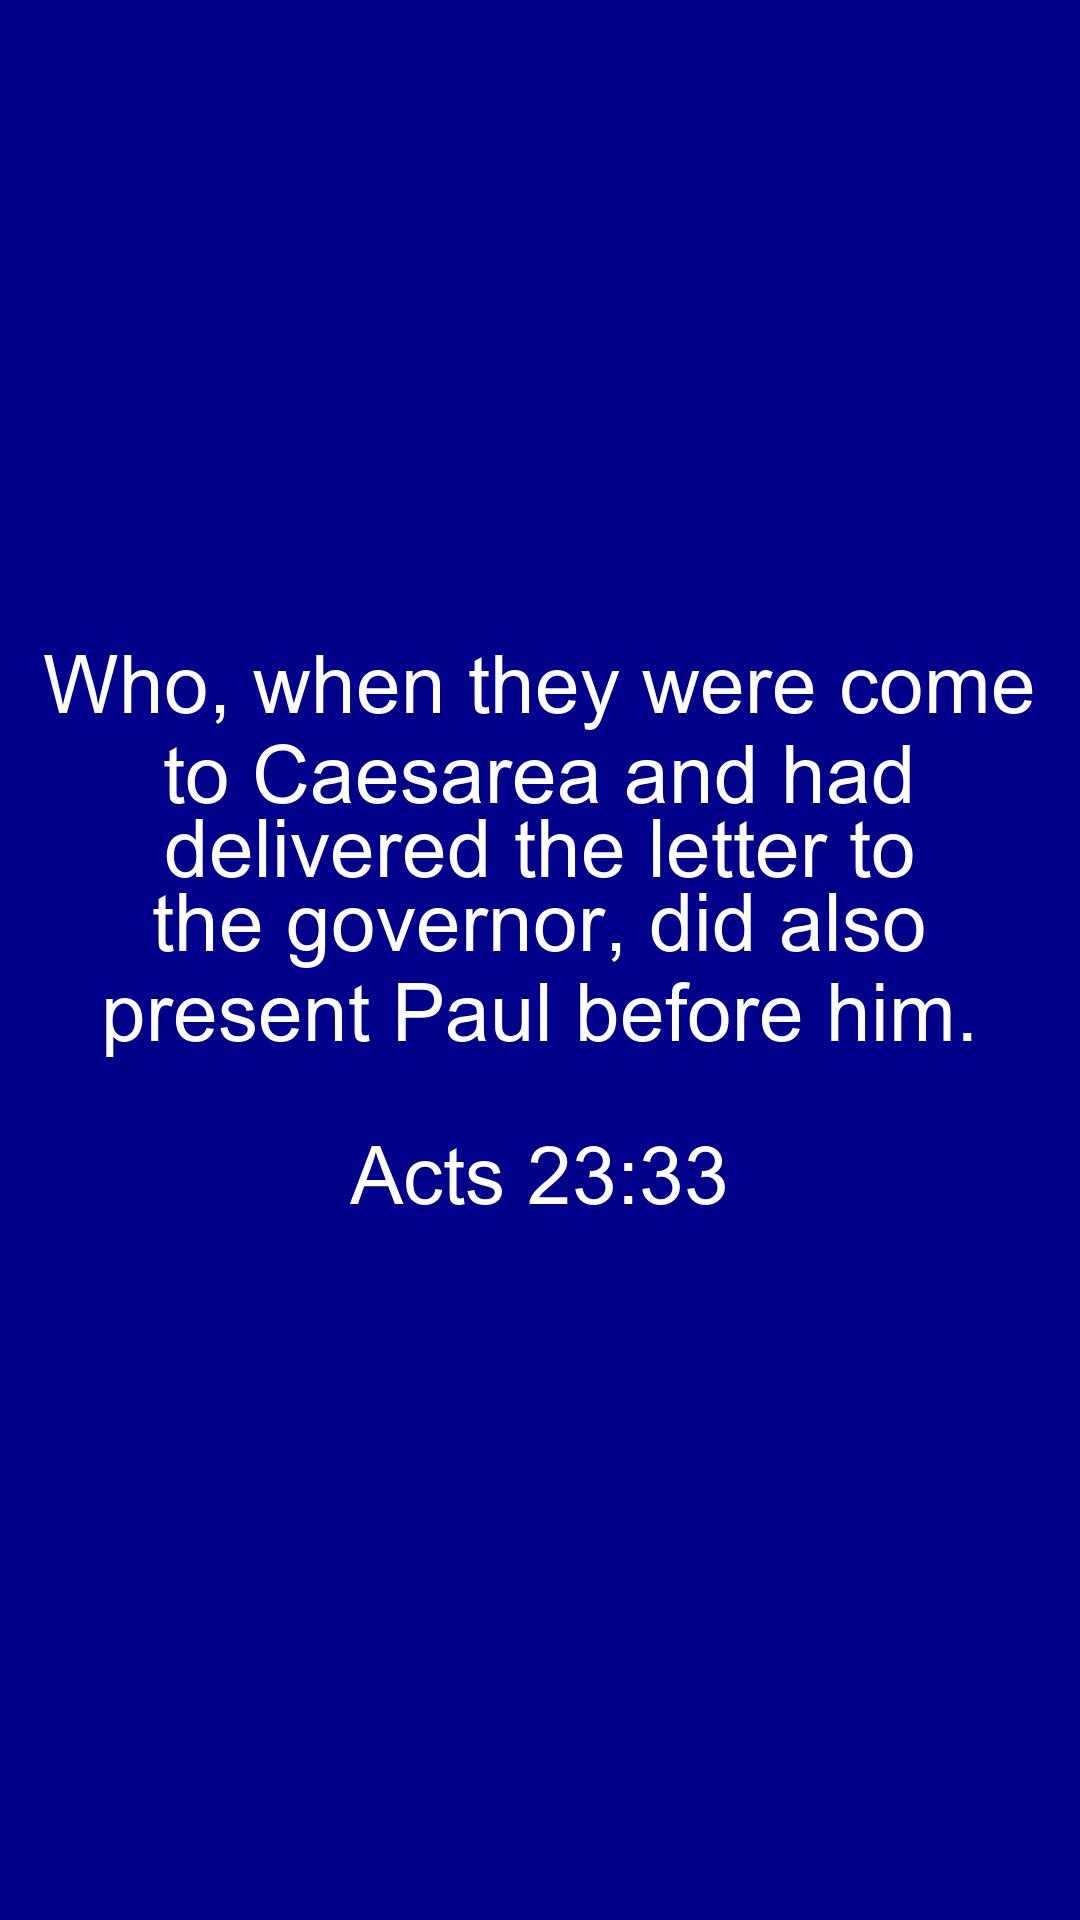 Who, when they were come
to Caesarea and had
delivered the letter to
the governor, did also
present Paul before him.
Acts 23:33